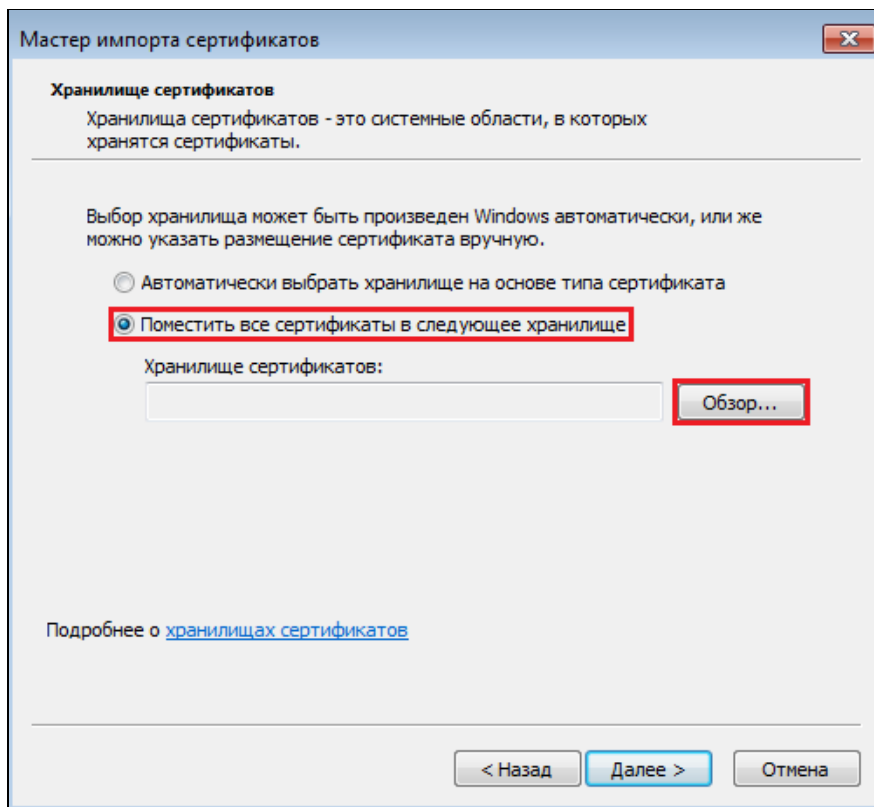 Мастер импорта сертификатов
Хранилище сертификатов
Хранилища сертификатов - это системные области, в которых
хранятся сертификаты.
Выбор хранилища может быть произведен Windows автоматически, или же
можно указать размещение сертификата вручную.
Автоматически выбрать хранилище на основе типа сертификата
Поместить все сертификаты в следующее хранилище
Хранилище сертификатов:
Обзор...
Подробнее о хранилищах сертификатов
< Назад
Далее >
Отмена